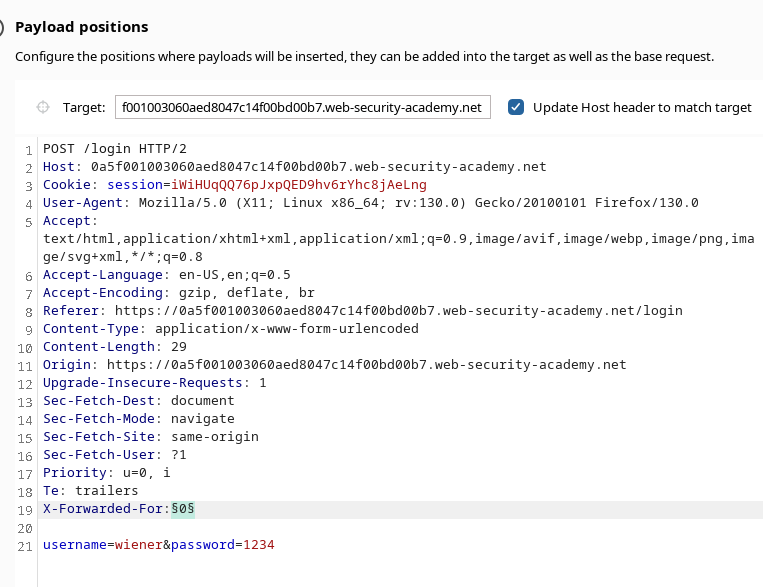 Payload positions
Configure the positions where payloads will be inserted, they can be added into the target as well as the base request.
Target: f001003060aed8047c14f00bd00b7.web-security-academy.net Update Host header to match target
1 POST /login HTTP/2
2 Host: 0a5f001003060aed8047c14f00bd00b7.web-security-academy.net
3 Cookie: session=iWiHUqQQ76pJxpQED9hv6rYhc8jAeLng
4 User-Agent: Mozilla/5.0 (X11; Linux x86_64; rv:130.0) Gecko/20100101 Firefox/130.0
5 Accept:
text/html,application/xhtml+xml,application/xml;q=0.9,image/avif,image/webp,image/png,ima
ge/svg+xml,*/*;q=0.8
6 Accept-Language: en-US,en;q=0.5
7 Accept-Encoding: gzip, deflate, br
8 Referer: https://0a5f001003060aed8047c14f00bd00b7.web-security-academy.net/login
9 Content-Type: application/x-www-form-urlencoded
10 Content-Length: 29
11 Origin: https://0a5f001003060aed8047c14f00bd00b7.web-security-academy.net
12 Upgrade-Insecure-Requests: 1
13 Sec-Fetch-Dest: document
14 Sec-Fetch-Mode: navigate
15 Sec-Fetch-Site: same-origin
16 Sec-Fetch-User: ?1
17 Priority: u=0, i
18 Te: trailers
19 X-Forwarded-For:§0§
20
21 username=wiener&password=1234